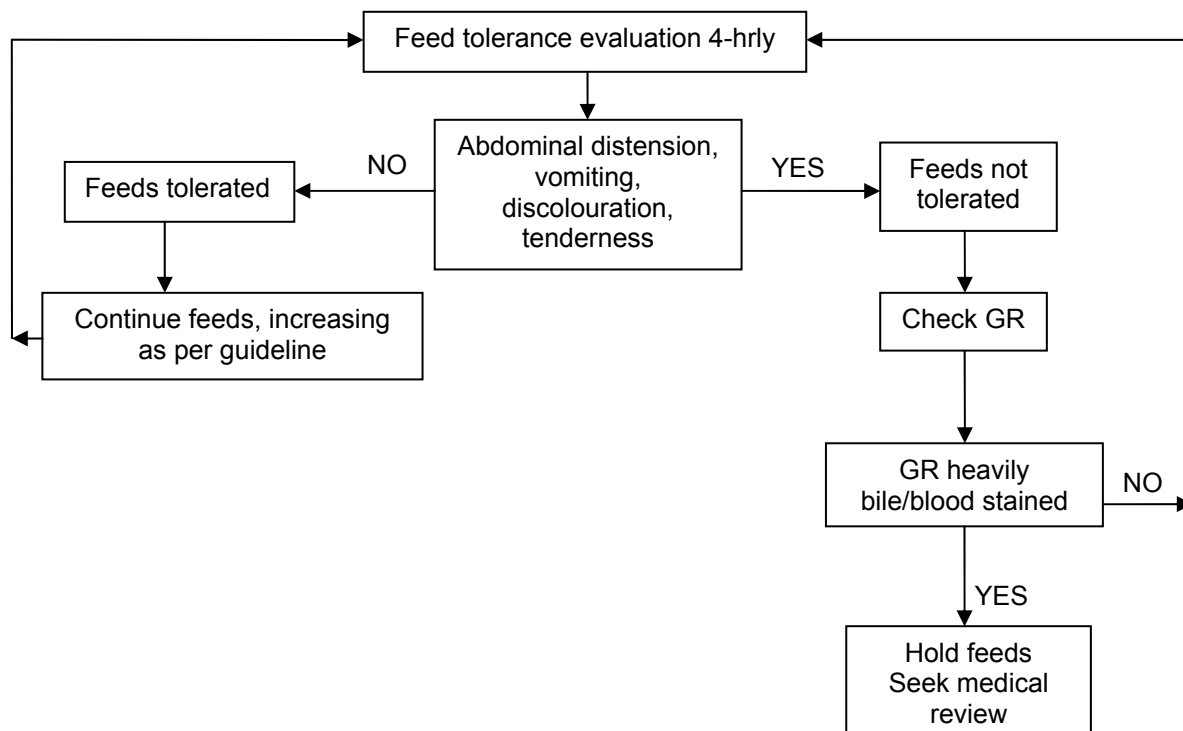 Feed tolerance evaluation 4-hrly
Abdominal distension,
vomiting,
discolouration,
tenderness
NO
YES
Feeds tolerated
Feeds not
tolerated
Continue feeds, increasing
as per guideline
Check GR
GR heavily
bile/blood stained
NO
YES
Hold feeds
Seek medical
review